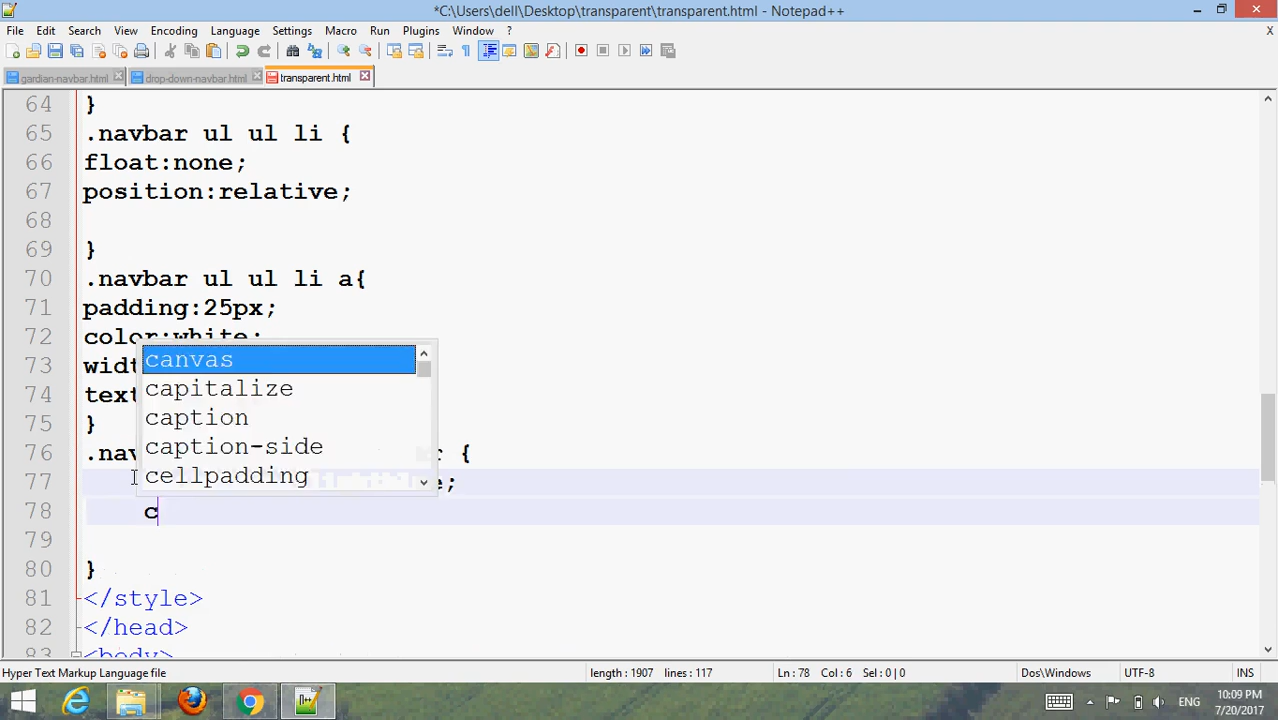 *C:\Users\dell\Desktop\transparent\transparent.html - Notepad++
File Edit Search View Encoding Language Settings Macro Run Plugins Window ? X
gardian-navbar.html drop-down-navbar.html transparent.html
64 }
65 .navbar ul ul li {
66 float:none;
67 position:relative;
68
69 }
70 .navbar ul ul li a{
71 padding:25px;
72 color:white;
73 widt
74 text
75 }
76 .nav {
77 e;
78 c
79
80 }
81 </style>
82 </head>
83 <body>
canvas
capitalize
caption
caption-side
cellpadding
Hyper Text Markup Language file length : 1907 lines : 117 Ln : 78 Col : 6 Sel : 0 | 0 Dos\Windows UTF-8 INS
ENG 10:09 PM
7/20/2017